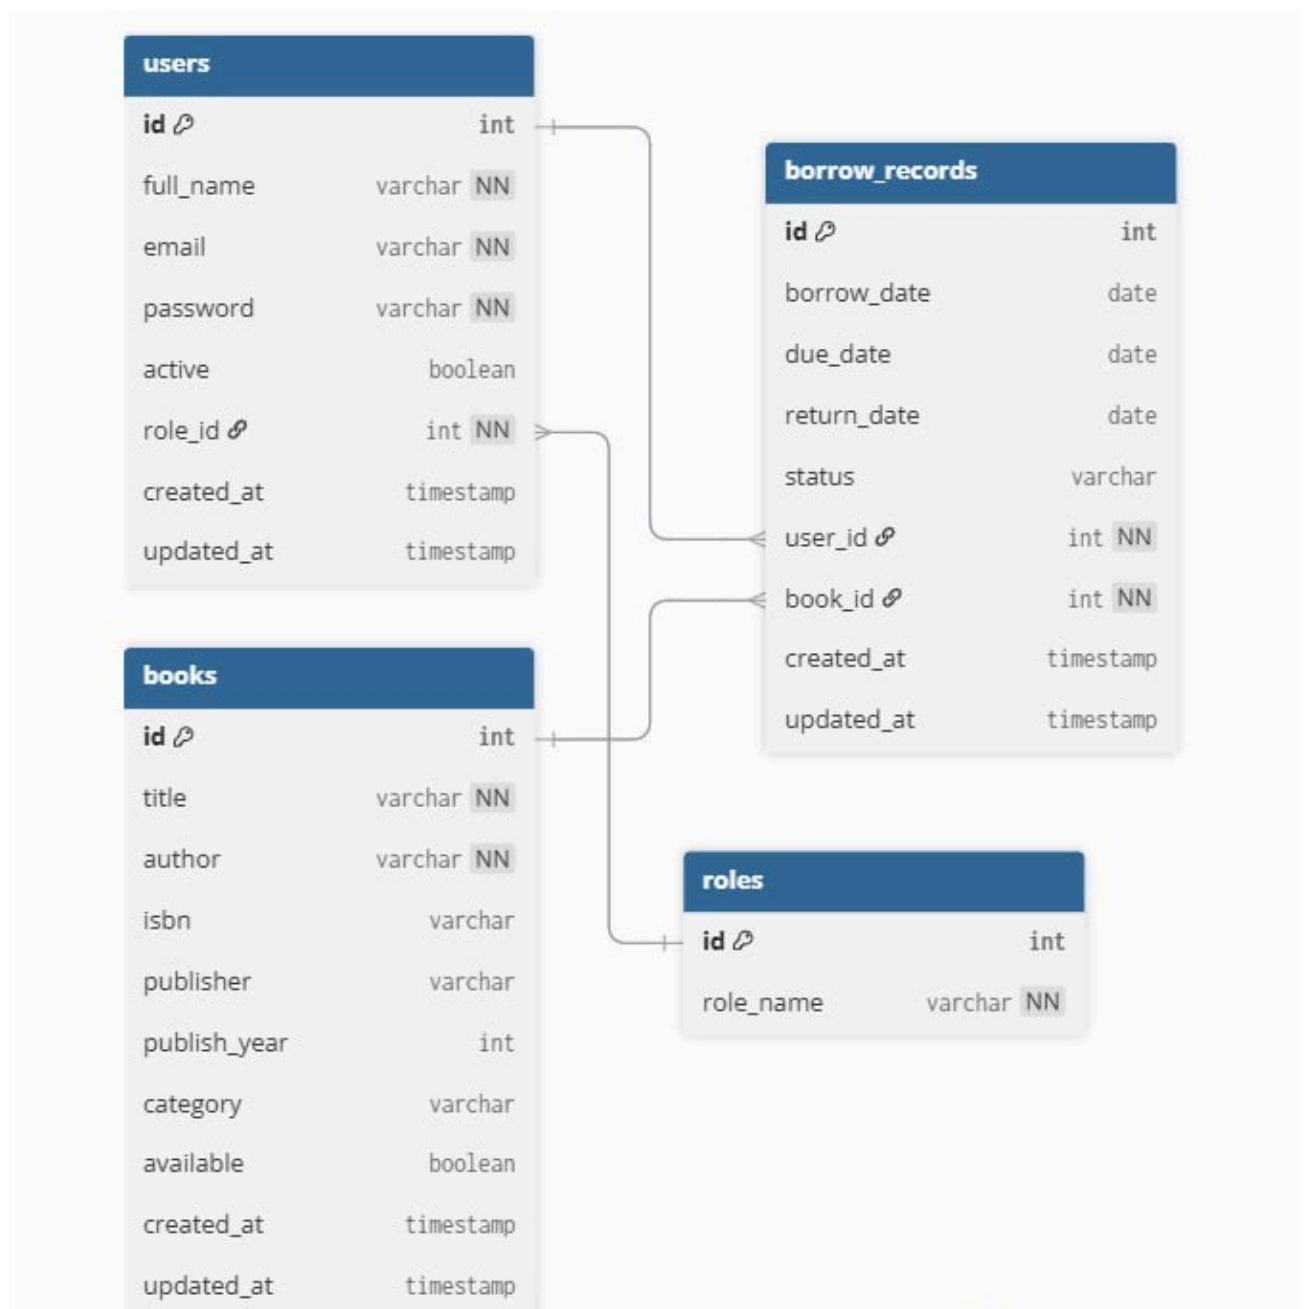 users
id int
full_name varchar NN
email varchar NN
password varchar NN
active boolean
role_id int NN
created_at timestamp
updated_at timestamp
borrow_records
id int
borrow_date date
due_date date
return_date date
status varchar
user_id int NN
book_id int NN
created_at timestamp
updated_at timestamp
books
id int
title varchar NN
author varchar NN
isbn varchar
publisher varchar
publish_year int
category varchar
available boolean
created_at timestamp
updated_at timestamp
roles
id int
role_name varchar NN